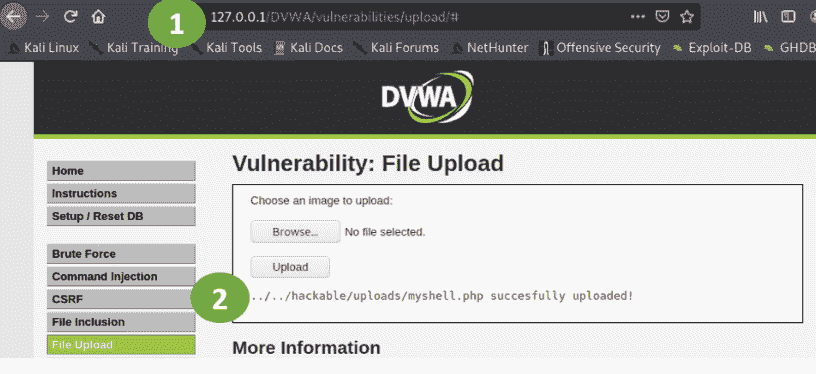 1
127.0.0.1/DVWA/vulnerabilities/upload/#
Kali Linux Kali Training Kali Tools Kali Docs Kali Forums NetHunter Offensive Security Exploit-DB GHDB
DVWA
Home
Instructions
Setup / Reset DB
Brute Force
Command Injection
CSRF
File Inclusion
File Upload
Vulnerability: File Upload
Choose an image to upload:
Browse... No file selected.
Upload
2
../../hackable/uploads/myshell.php succesfully uploaded!
More Information